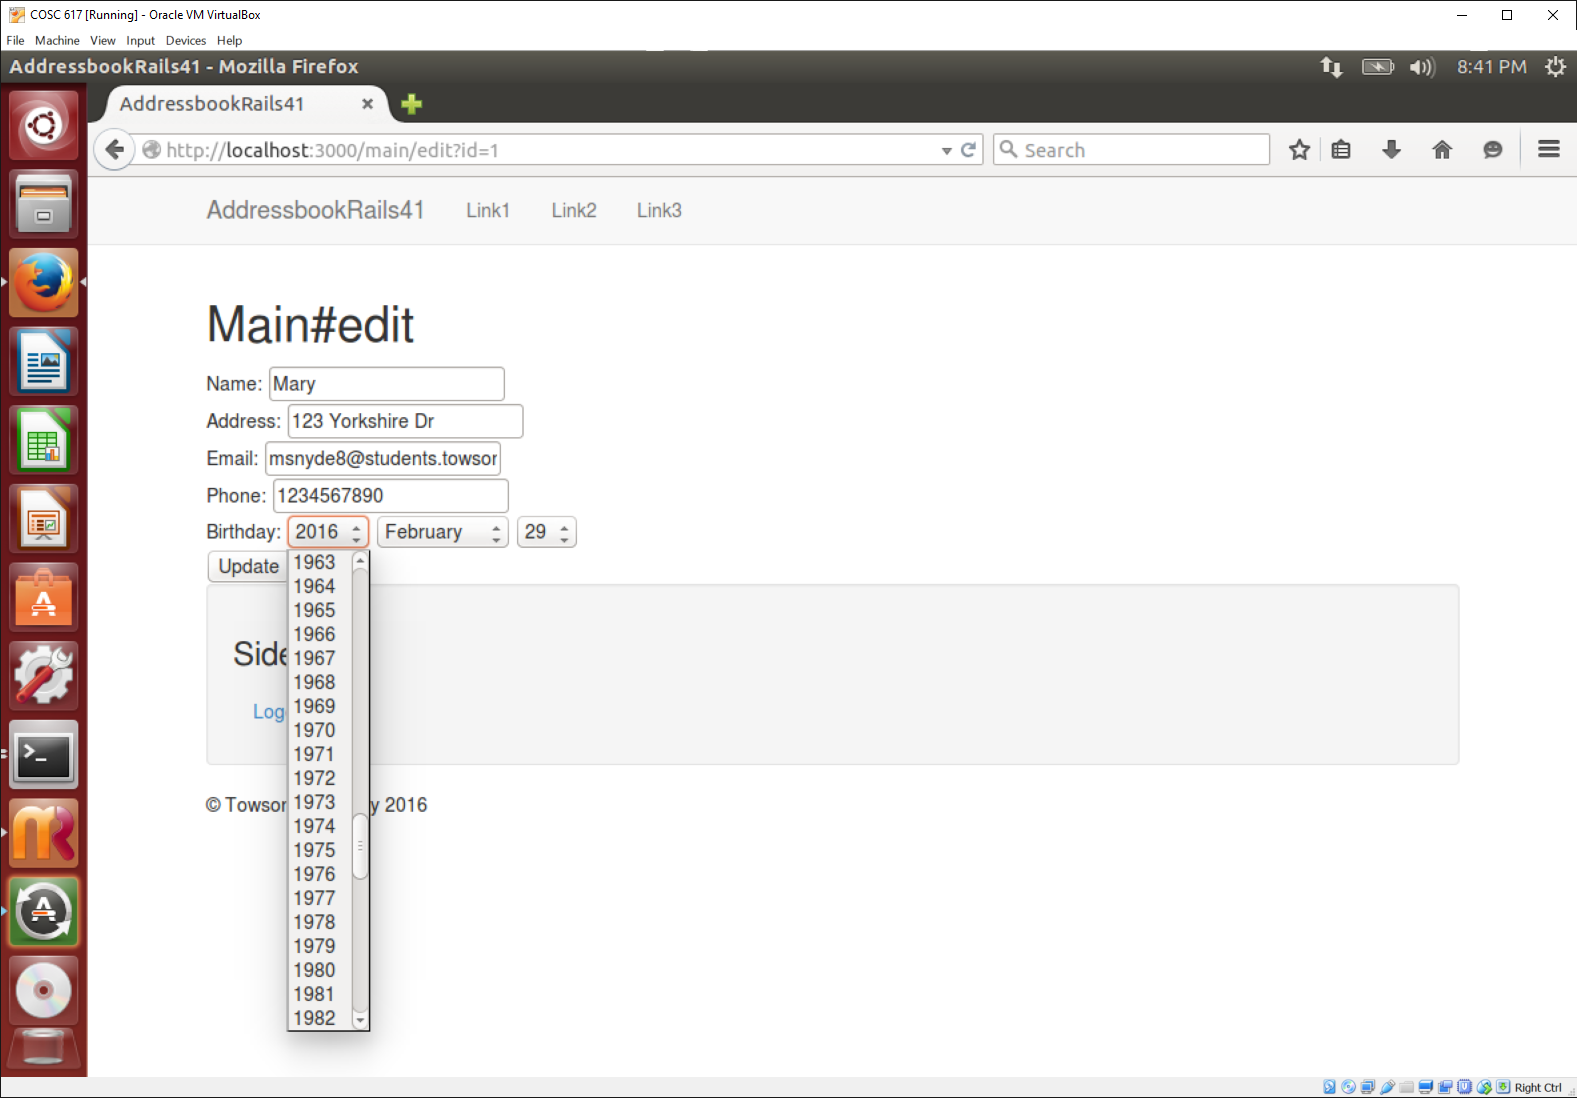 COSC 617 [Running] - Oracle VM VirtualBox
File Machine View Input Devices Help
AddressbookRails41 - Mozilla Firefox 8:41 PM
AddressbookRails41
http://localhost:3000/main/edit?id=1 Search
AddressbookRails41 Link1 Link2 Link3
Main#edit
Name: Mary
Address: 123 Yorkshire Dr
Email: msnyde8@students.towson
Phone: 1234567890
Birthday: 2016 February 29
Update
1963
1964
1965
1966
1967
1968
1969
1970
1971
1972
1973
1974
1975
1976
1977
1978
1979
1980
1981
1982
Side
Log
© Towson y 2016
Right Ctrl